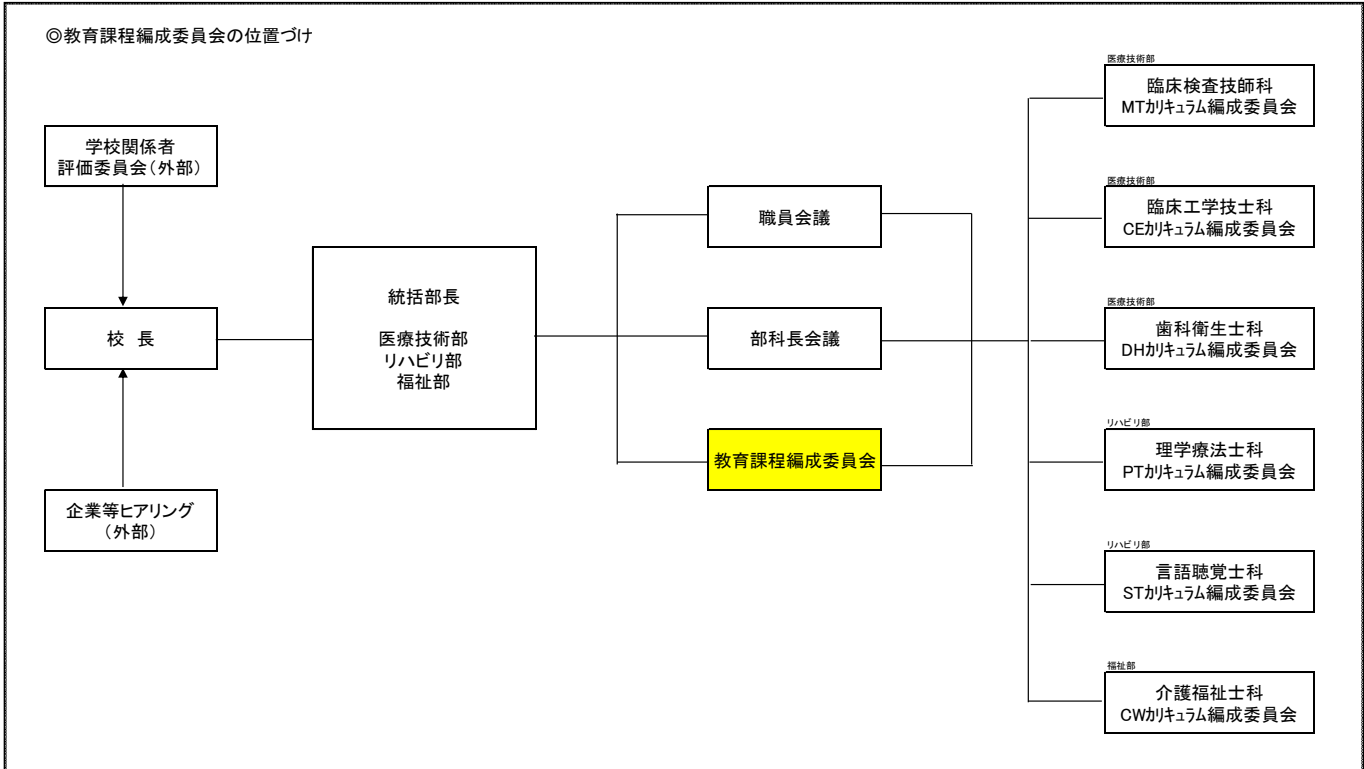 ◎教育課程編成委員会の位置づけ
学校関係者
評価委員会(外部)
校 長
企業等ヒアリング
(外部)
統括部長
医療技術部
リハビリ部
福祉部
職員会議
部科長会議
教育課程編成委員会
医療技術部
臨床検査技師科
MTｶﾘｷｭﾗﾑ編成委員会
医療技術部
臨床工学技士科
CEｶﾘｷｭﾗﾑ編成委員会
医療技術部
歯科衛生士科
DHｶﾘｷｭﾗﾑ編成委員会
リハビリ部
理学療法士科
PTｶﾘｷｭﾗﾑ編成委員会
リハビリ部
言語聴覚士科
STｶﾘｷｭﾗﾑ編成委員会
福祉部
介護福祉士科
CWｶﾘｷｭﾗﾑ編成委員会